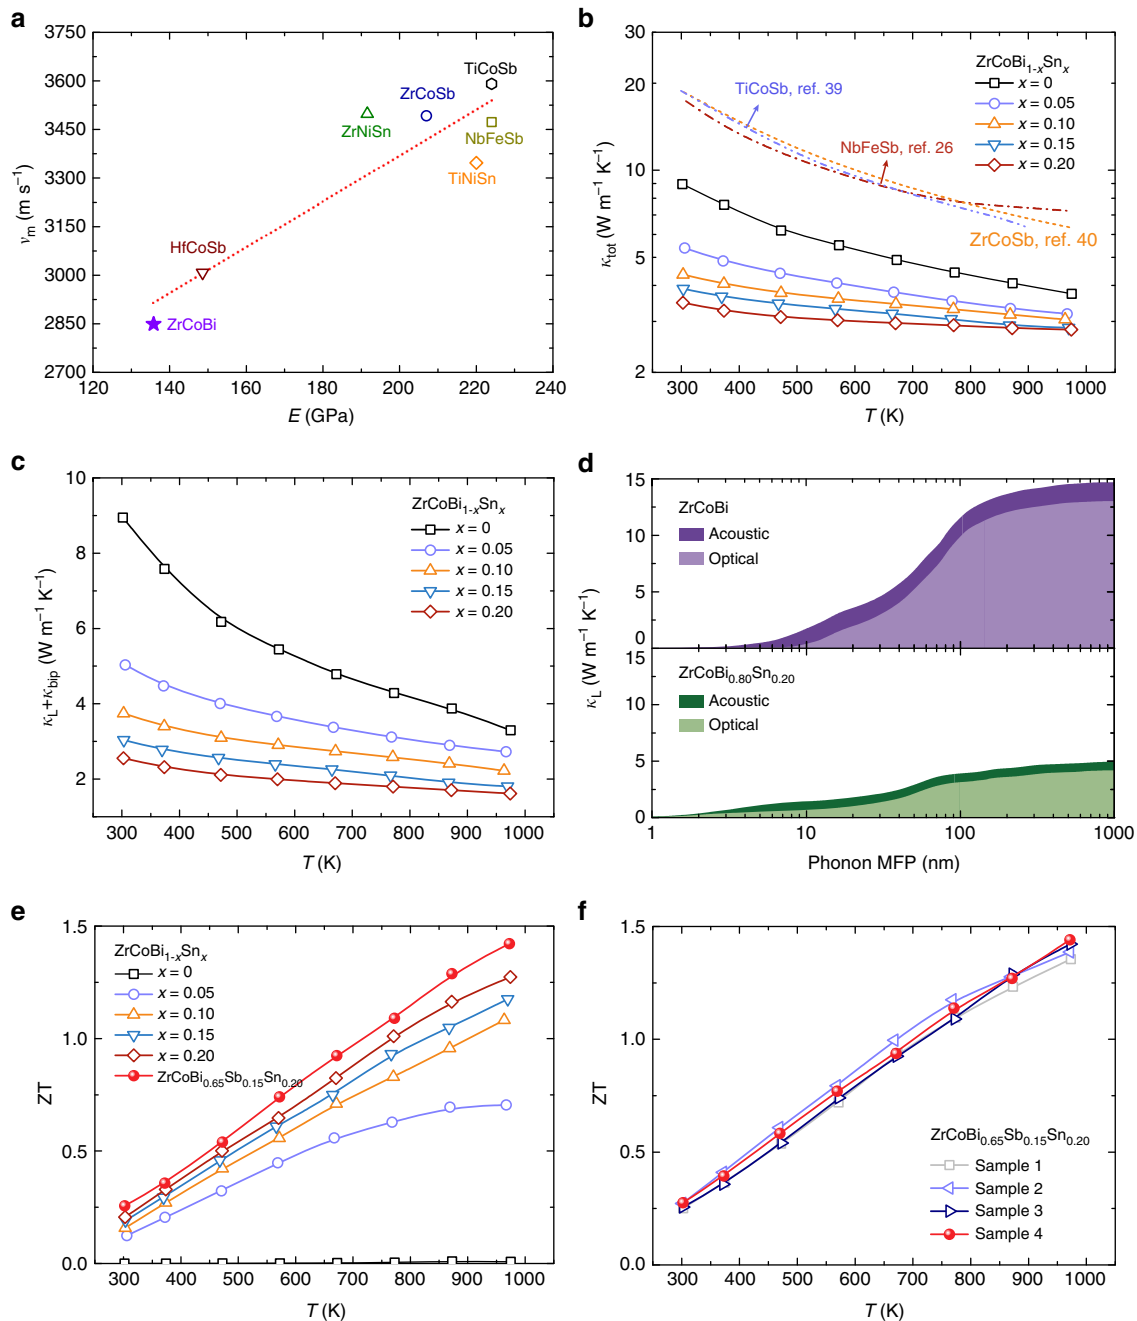 a
3750
3600
3450
3300
3150
3000
2850
2700
ν_m (m s⁻¹)
TiCoSb
ZrCoSb
ZrNiSn
NbFeSb
TiNiSn
HfCoSb
ZrCoBi
120 140 160 180 200 220 240
E (GPa)
b
30
20
10
5
2
κ_tot (W m⁻¹ K⁻¹)
ZrCoBi₁₋ₓSnₓ
x = 0
x = 0.05
x = 0.10
x = 0.15
x = 0.20
TiCoSb, ref. 39
NbFeSb, ref. 26
ZrCoSb, ref. 40
300 400 500 600 700 800 900 1000
T (K)
c
10
8
6
4
2
κ_L+κ_bip (W m⁻¹ K⁻¹)
ZrCoBi₁₋ₓSnₓ
x = 0
x = 0.05
x = 0.10
x = 0.15
x = 0.20
300 400 500 600 700 800 900 1000
T (K)
d
15
10
5
0
ZrCoBi
Acoustic
Optical
κ_L (W m⁻¹ K⁻¹)
15
10
5
0
ZrCoBi₀.₈₀Sn₀.₂₀
Acoustic
Optical
1 10 100 1000
Phonon MFP (nm)
e
1.5
1.0
0.5
0.0
ZT
ZrCoBi₁₋ₓSnₓ
x = 0
x = 0.05
x = 0.10
x = 0.15
x = 0.20
ZrCoBi₀.₆₅Sb₀.₁₅Sn₀.₂₀
300 400 500 600 700 800 900 1000
T (K)
f
1.5
1.0
0.5
0.0
ZT
ZrCoBi₀.₆₅Sb₀.₁₅Sn₀.₂₀
Sample 1
Sample 2
Sample 3
Sample 4
300 400 500 600 700 800 900 1000
T (K)